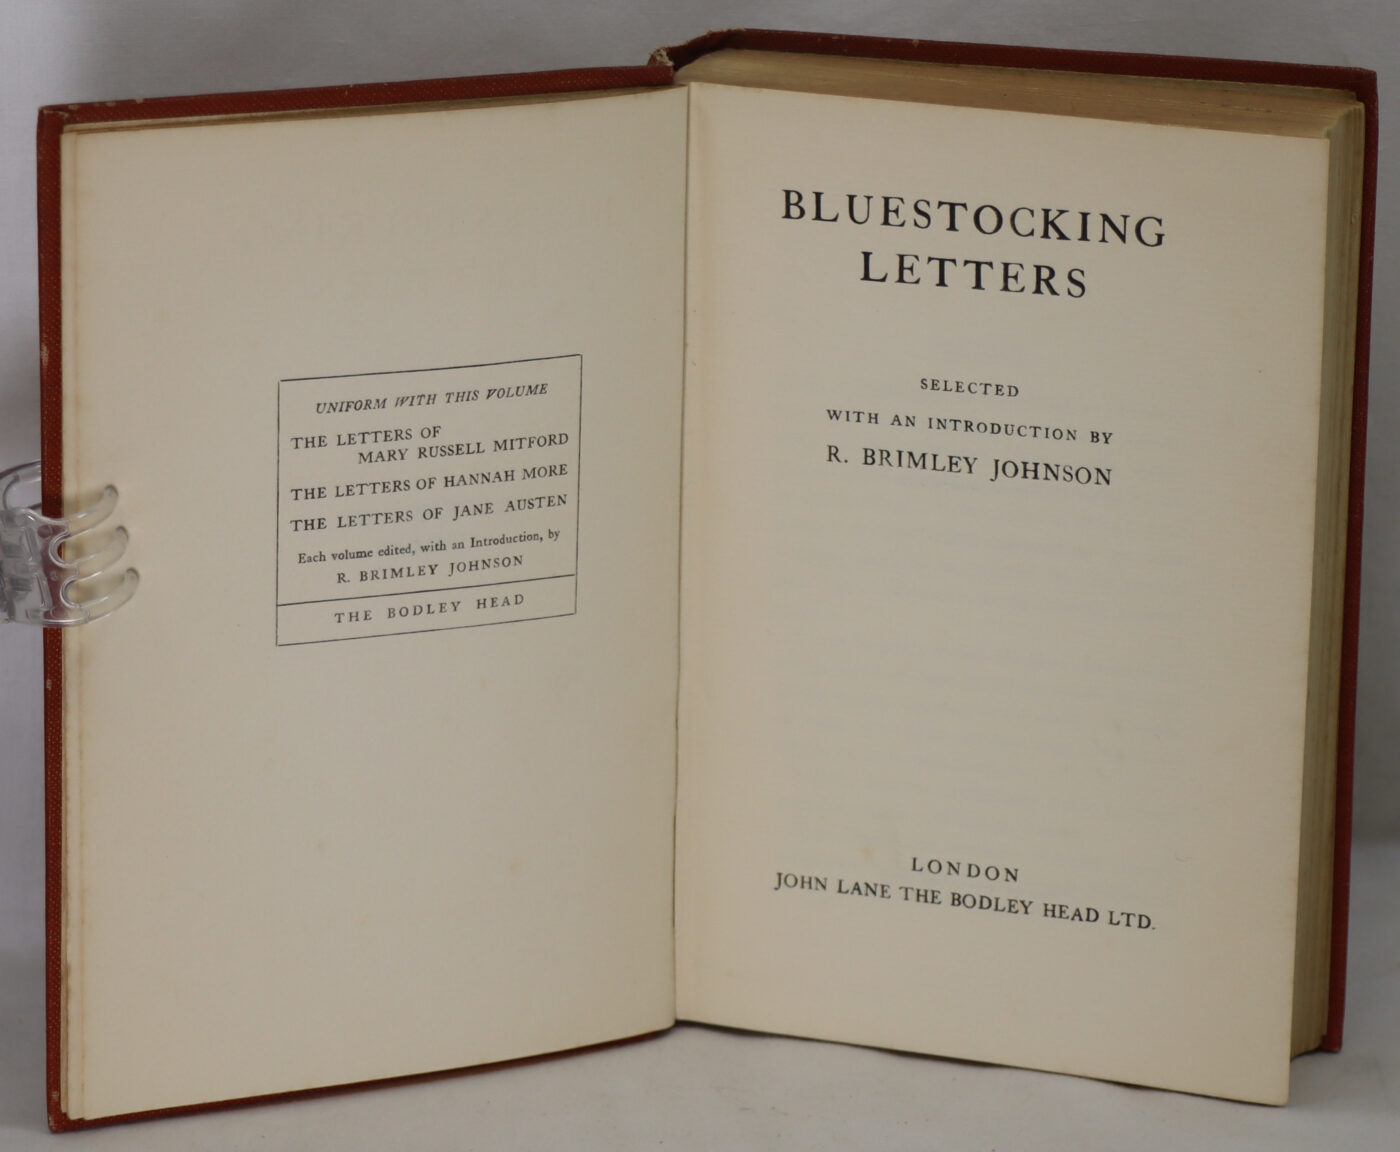 UNIFORM WITH THIS VOLUME
THE LETTERS OF
MARY RUSSELL MITFORD
THE LETTERS OF HANNAH MORE
THE LETTERS OF JANE AUSTEN
Each volume edited, with an Introduction, by
R. BRIMLEY JOHNSON
THE BODLEY HEAD
BLUESTOCKING
LETTERS
SELECTED
WITH AN INTRODUCTION BY
R. BRIMLEY JOHNSON
LONDON
JOHN LANE THE BODLEY HEAD LTD.